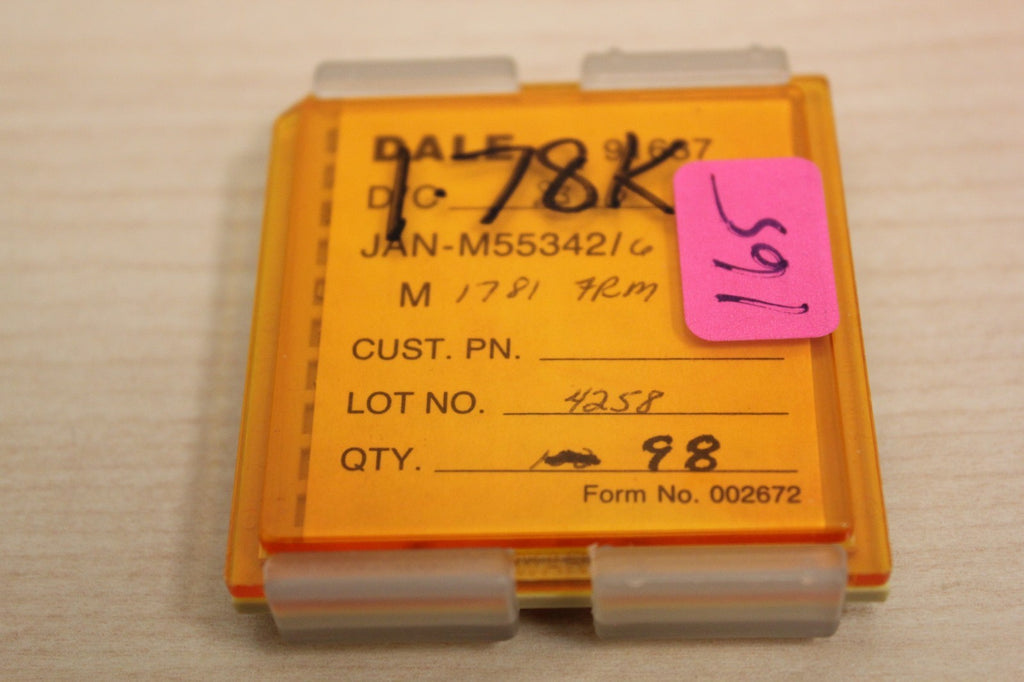 DALE 91637
1.78K
D/C
JAN-M55342/6
M 1781 FRM
165
CUST. PN.
LOT NO. 4258
QTY. 98
Form No. 002672